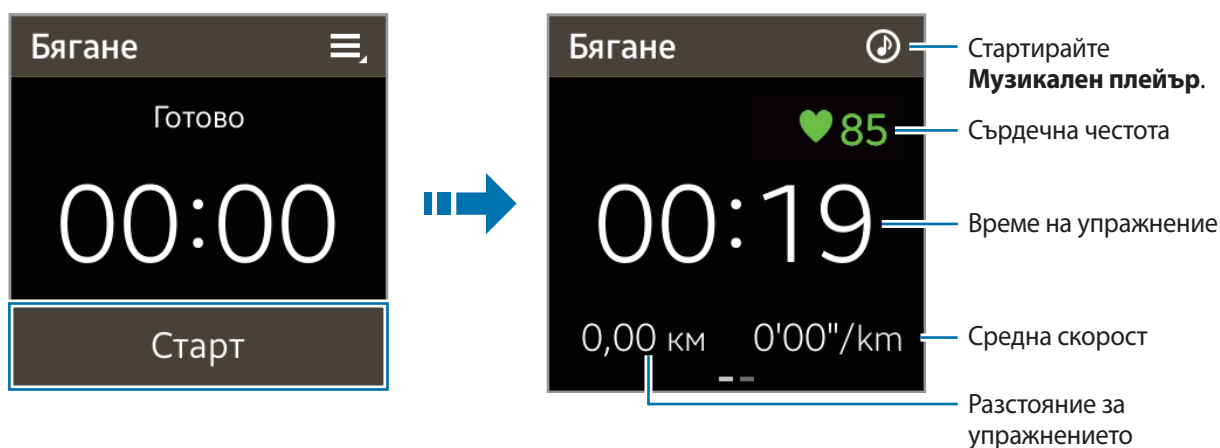 Бягане
Готово
00:00
Старт
Бягане
85
00:19
0,00 км 0'00"/km
Стартирайте
Музикален плейър.
Сърдечна честота
Време на упражнение
Средна скорост
Разстояние за
упражнението